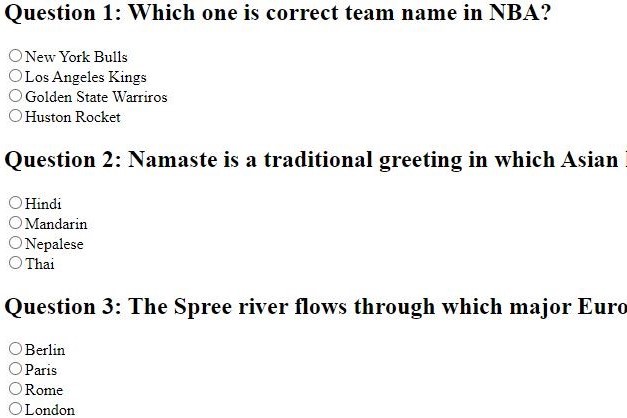 Question 1: Which one is correct team name in NBA?
New York Bulls
Los Angeles Kings
Golden State Warriros
Huston Rocket
Question 2: Namaste is a traditional greeting in which Asian
Hindi
Mandarin
Nepalese
Thai
Question 3: The Spree river flows through which major Euro
Berlin
Paris
Rome
London